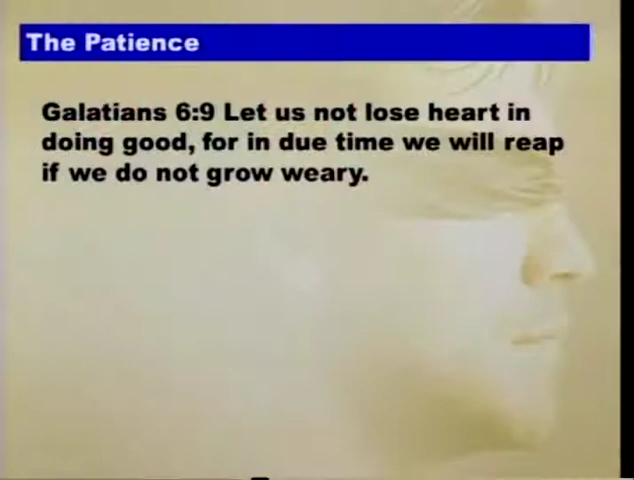 The Patience
Galatians 6:9 Let us not lose heart in
doing good, for in due time we will reap
if we do not grow weary.